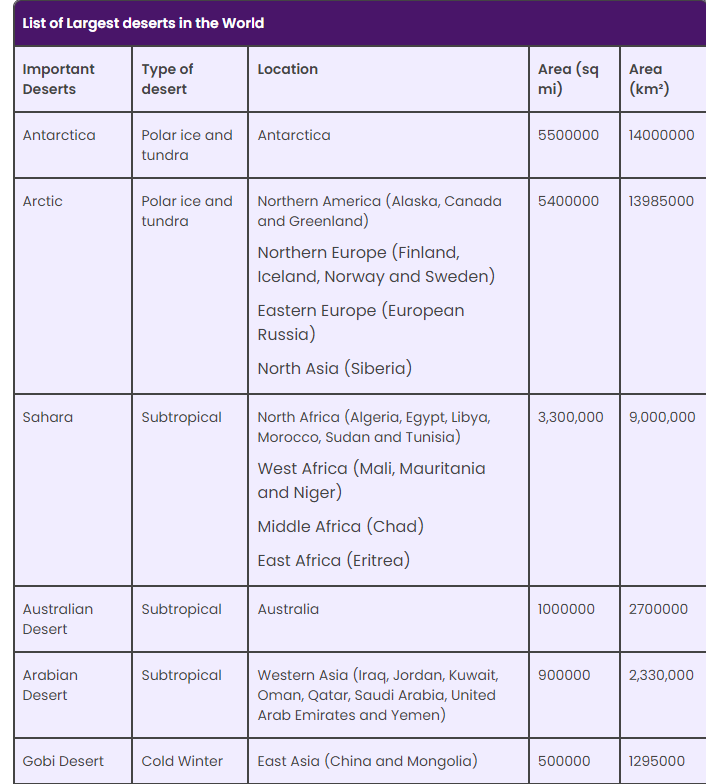 List of Largest deserts in the World
Important Deserts | Type of desert | Location | Area (sq mi) | Area (km²)
Antarctica | Polar ice and tundra | Antarctica | 5500000 | 14000000
Arctic | Polar ice and tundra | Northern America (Alaska, Canada and Greenland) | 5400000 | 13985000
Northern Europe (Finland, Iceland, Norway and Sweden)
Eastern Europe (European Russia)
North Asia (Siberia)
Sahara | Subtropical | North Africa (Algeria, Egypt, Libya, Morocco, Sudan and Tunisia) | 3,300,000 | 9,000,000
West Africa (Mali, Mauritania and Niger)
Middle Africa (Chad)
East Africa (Eritrea)
Australian Desert | Subtropical | Australia | 1000000 | 2700000
Arabian Desert | Subtropical | Western Asia (Iraq, Jordan, Kuwait, Oman, Qatar, Saudi Arabia, United Arab Emirates and Yemen) | 900000 | 2,330,000
Gobi Desert | Cold Winter | East Asia (China and Mongolia) | 500000 | 1295000